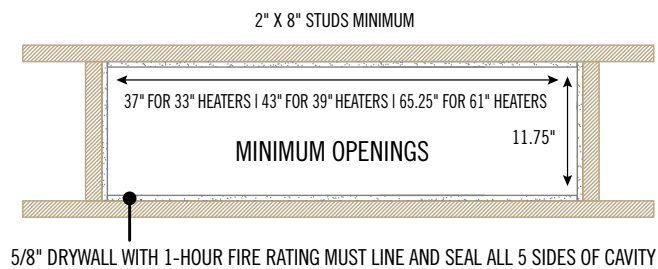 2" X 8" STUDS MINIMUM
37" FOR 33" HEATERS | 43" FOR 39" HEATERS | 65.25" FOR 61" HEATERS
11.75"
MINIMUM OPENINGS
5/8" DRYWALL WITH 1-HOUR FIRE RATING MUST LINE AND SEAL ALL 5 SIDES OF CAVITY